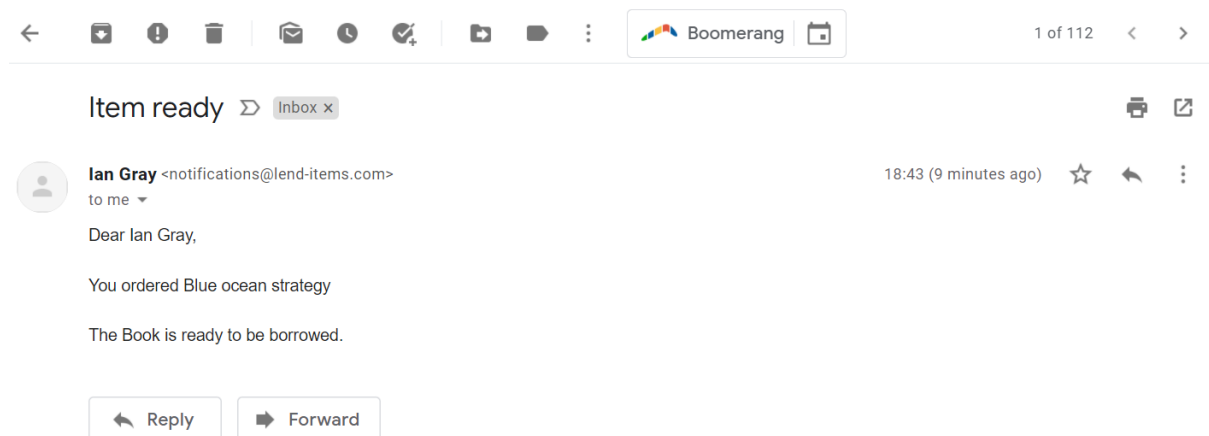 Boomerang
1 of 112
Item ready
Inbox x
Ian Gray <notifications@lend-items.com>
18:43 (9 minutes ago)
to me
Dear Ian Gray,
You ordered Blue ocean strategy
The Book is ready to be borrowed.
Reply
Forward